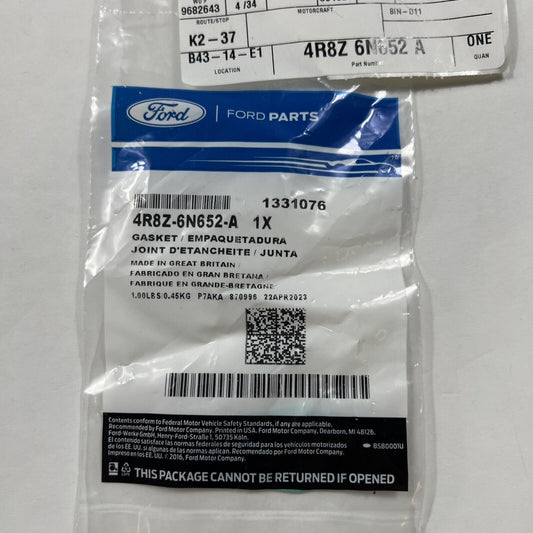 9682643
4 /34
MOTORCRAFT
BIN-D11
ROUTE/STOP
K2-37
B43-14-E1
4R8Z 6N652 A
ONE
LOCATION
Part Number
QUAN
Ford
FORD PARTS
1331076
4R8Z-6N652-A 1X
GASKET / EMPAQUETADURA
JOINT D'ETANCHEITE / JUNTA
MADE IN GREAT BRITAIN /
FABRICADO EN GRAN BRETANA /
FABRIQUE EN GRANDE-BRETAGNE
1.00LBS/0.45KG P7AKA 870996 22APR2023
Contents conform to Federal Motor Vehicle Safety Standards, if any are applicable.
Recommended by Ford Motor Company. Printed in USA. Ford Motor Company, Dearborn, MI 48126.
Ford-Werke GmbH, Henry-Ford-Straße 1, 50735 Köln.
El contenido satisface las normas federales de seguridad para los vehículos motorizados
de los EE. UU. si algunas de las normas aplican. Recomendado por Ford Motor Company.
Impreso en los EE. UU. © 2016, Ford Motor Company.
BSB0001U
THIS PACKAGE CANNOT BE RETURNED IF OPENED